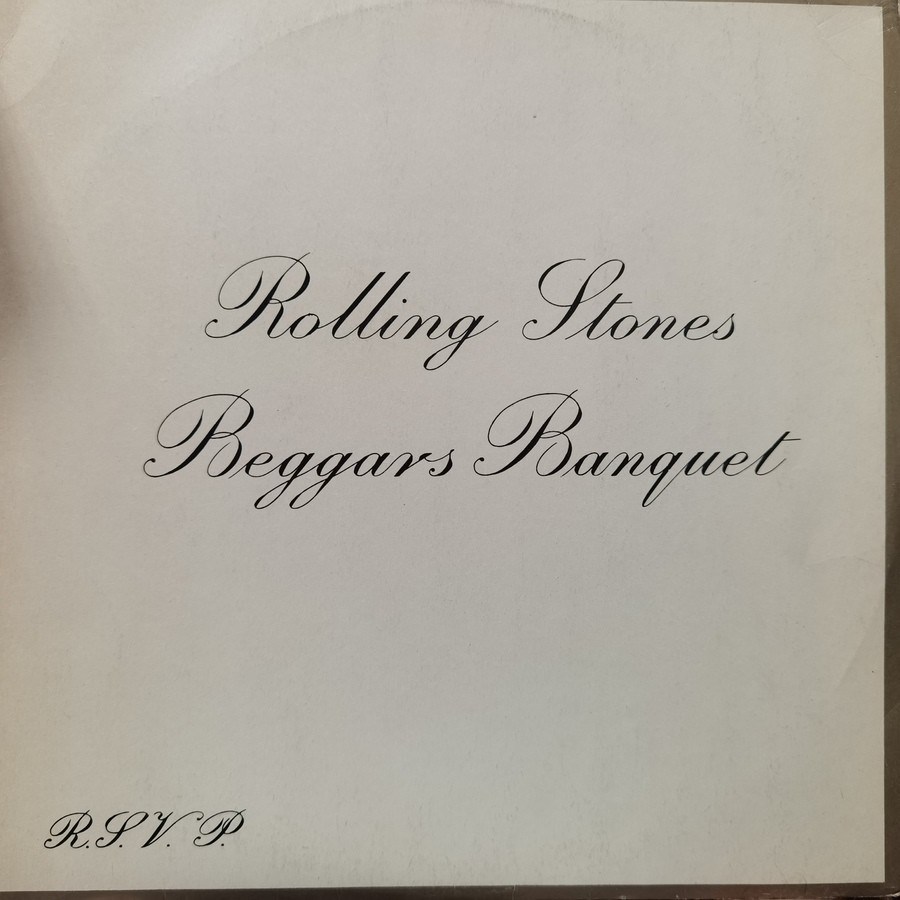 Rolling Stones
Beggars Banquet
R.S.V.P.